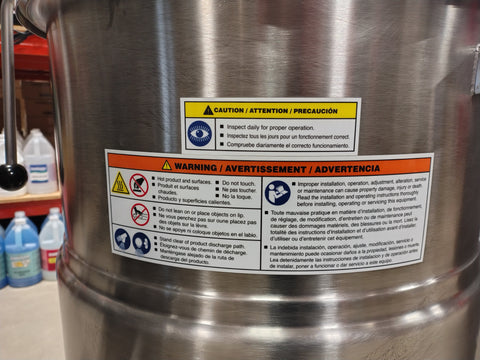 CAUTION / ATTENTION / PRECAUCIÓN
■ Inspect daily for proper operation.
■ Inspectez tous les jours pour un fonctionnement correct.
■ Compruebe diariamente el correcto funcionamiento.
WARNING / AVERTISSEMENT / ADVERTENCIA
■ Hot product and surfaces. ■ Do not touch.
■ Produit et surfaces chaudes. ■ Ne pas toucher.
■ Producto y superficies calientes. ■ No la toque.
■ Do not lean on or place objects on lip.
■ Ne vous penchez pas sur oune placez pas
des objets sur la lèvre.
■ No se apoye ni coloque objetos en el labio.
■ Stand clear of product discharge path.
■ Éloignez vous de chemin de décharge.
■ Manténgase alejado de la ruta de
descarga del producto.
■ Improper installation, operation, adjustment, alteration, service
or maintenance can cause property damage, injury or death.
Read the installation and operating instructions thoroughly
before installing, operating or servicing this equipment.
■ Toute mauvaise pratique en matière d'installation, de fonctionnement,
de réglage, de modification, d'entretien ou de maintenance peut
causer des dommages matériels, des blessures ou la mort. Lire la
totalité des instructions d'installation et d'utilisation avant d'installer
d'utiliser ou d'entretenir cet équipement.
■ La indebida instalación, operación, ajuste, modificación, servicio o
mantenimiento puede ocasionar daños a la propiedad, lesiones o muerte.
Lea detenidamente las instrucciones de instalación y de operación antes
de instalar, poner a funcionar o dar servicio a este equipo.